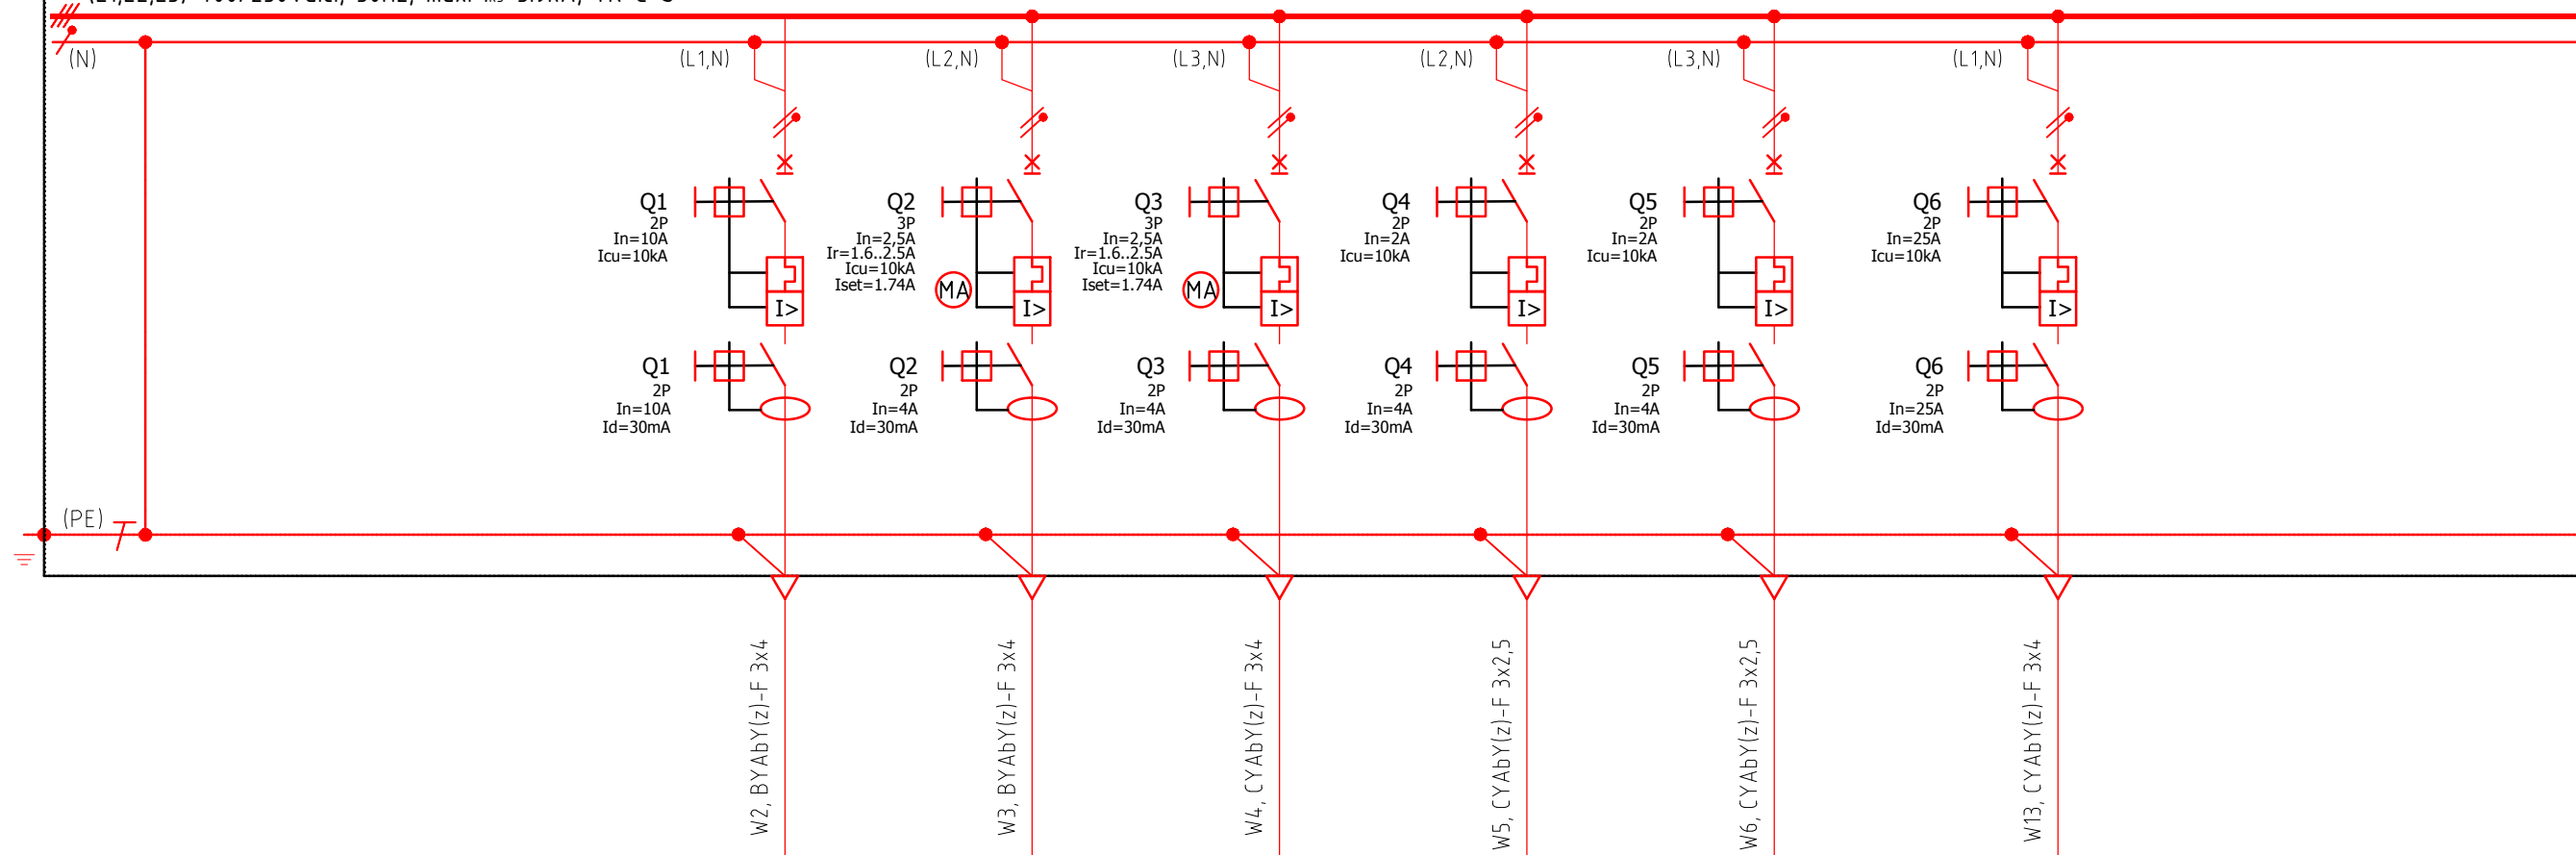 (N)
(L1,N)
(L2,N)
(L3,N)
(L2,N)
(L3,N)
(L1,N)
Q1
2P
In=10A
Icu=10kA
Q2
3P
In=2,5A
Ir=1.6..2.5A
Icu=10kA
Iset=1.74A
MA
Q3
3P
In=2,5A
Ir=1.6..2.5A
Icu=10kA
Iset=1.74A
MA
Q4
2P
In=2A
Icu=10kA
Q5
2P
In=2A
Icu=10kA
Q6
2P
In=25A
Icu=10kA
I>
I>
I>
I>
I>
I>
Q1
2P
In=10A
Id=30mA
Q2
2P
In=4A
Id=30mA
Q3
2P
In=4A
Id=30mA
Q4
2P
In=4A
Id=30mA
Q5
2P
In=4A
Id=30mA
Q6
2P
In=25A
Id=30mA
(PE)
W2, BYAbY(z)-F 3x4
W3, BYAbY(z)-F 3x4
W4, CYAbY(z)-F 3x4
W5, CYAbY(z)-F 3x2,5
W6, CYAbY(z)-F 3x2,5
W13, CYAbY(z)-F 3x4